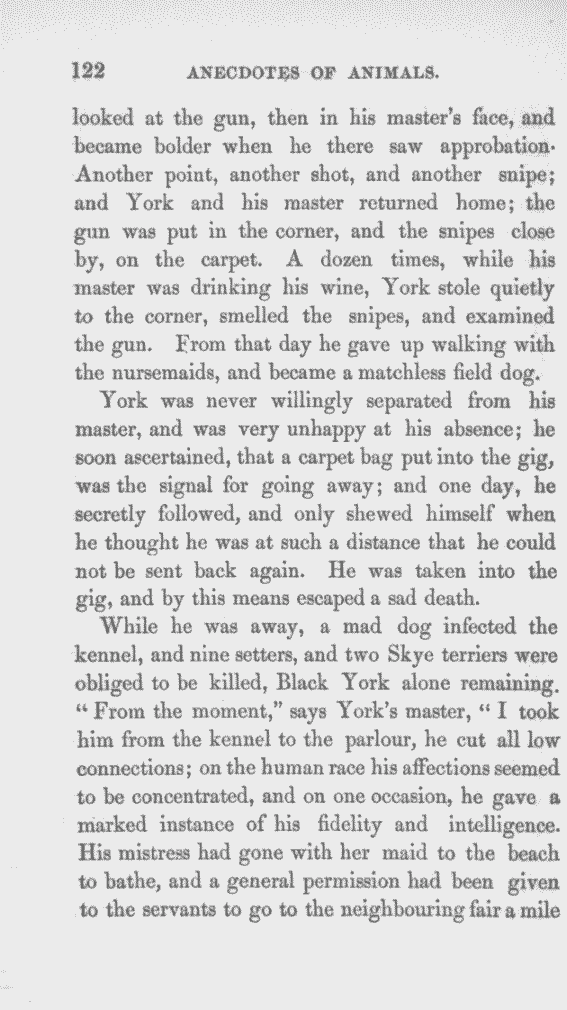 122 ANECDOTES OF ANIMALS.
looked at the gun, then in his master's face, and
became bolder when he there saw approbation.
Another point, another shot, and another snipe;
and York and his master returned home; the
gun was put in the corner, and the snipes close
by, on the carpet. A dozen times, while his
master was drinking his wine, York stole quietly
to the corner, smelled the snipes, and examined
the gun. From that day he gave up walking with
the nursemaids, and became a matchless field dog.
York was never willingly separated from his
master, and was very unhappy at his absence; he
soon ascertained, that a carpet bag put into the gig,
was the signal for going away; and one day, he
secretly followed, and only shewed himself when
he thought he was at such a distance that he could
not be sent back again. He was taken into the
gig, and by this means escaped a sad death.
While he was away, a mad dog infected the
kennel, and nine setters, and two Skye terriers were
obliged to be killed, Black York alone remaining.
“ From the moment,” says York's master, “ I took
him from the kennel to the parlour, he cut all low
connections; on the human race his affections seemed
to be concentrated, and on one occasion, he gave a
marked instance of his fidelity and intelligence.
His mistress had gone with her maid to the beach
to bathe, and a general permission had been given
to the servants to go to the neighbouring fair a mile